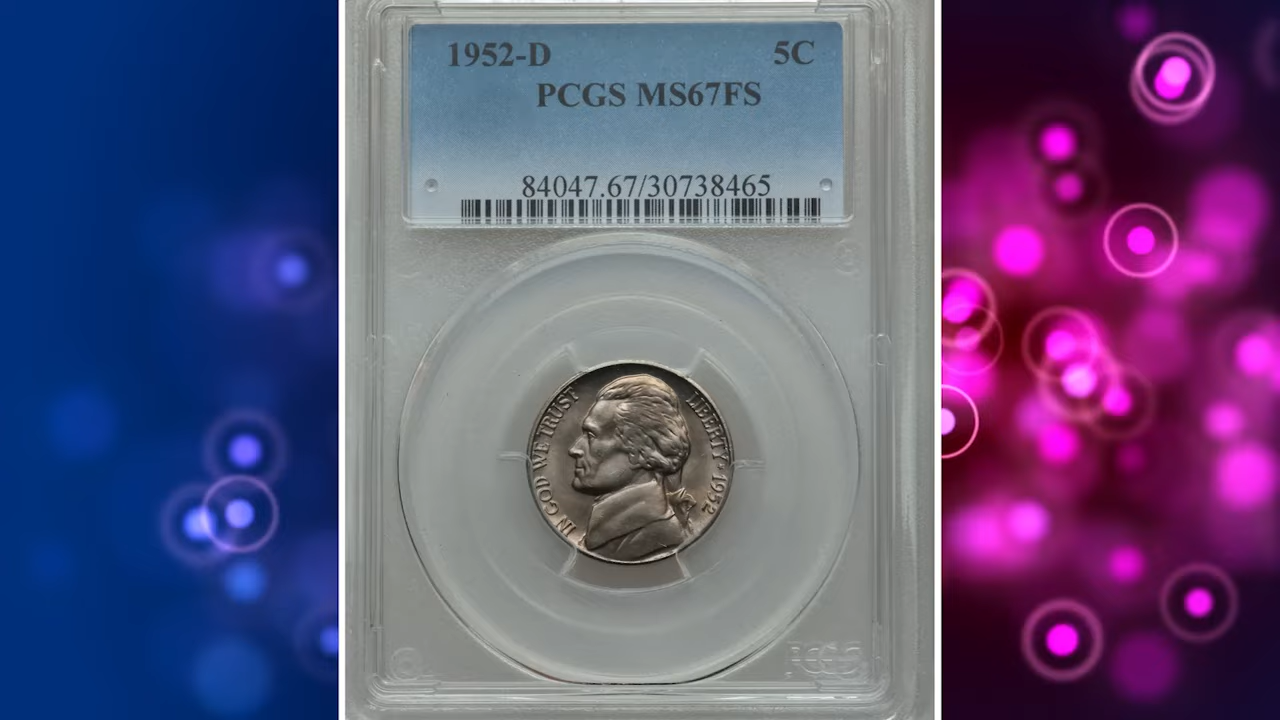 1952-D 5C
PCGS MS67FS
84047.67/30738465
IN GOD WE TRUST
LIBERTY · 1952
PCGS